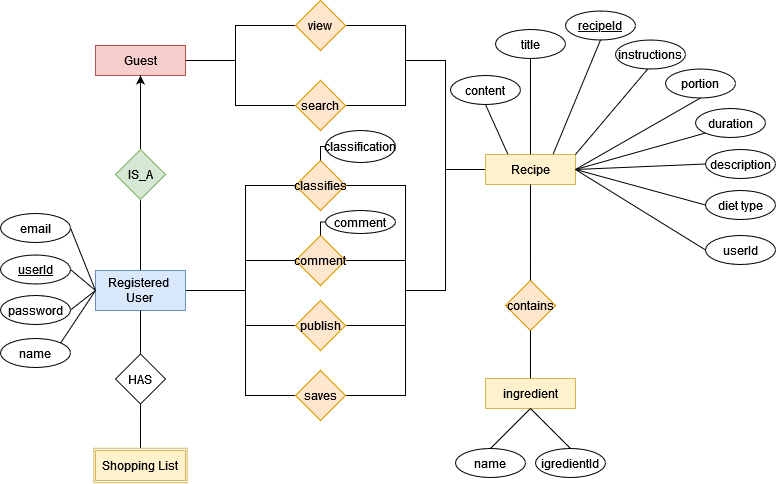 view
recipeId
title
instructions
Guest
portion
content
search
duration
classification
description
IS_A
classifies
Recipe
diet type
comment
email
userId
comment
userId
Registered
User
contains
password
publish
name
HAS
saves
ingredient
Shopping List
name
igredientId